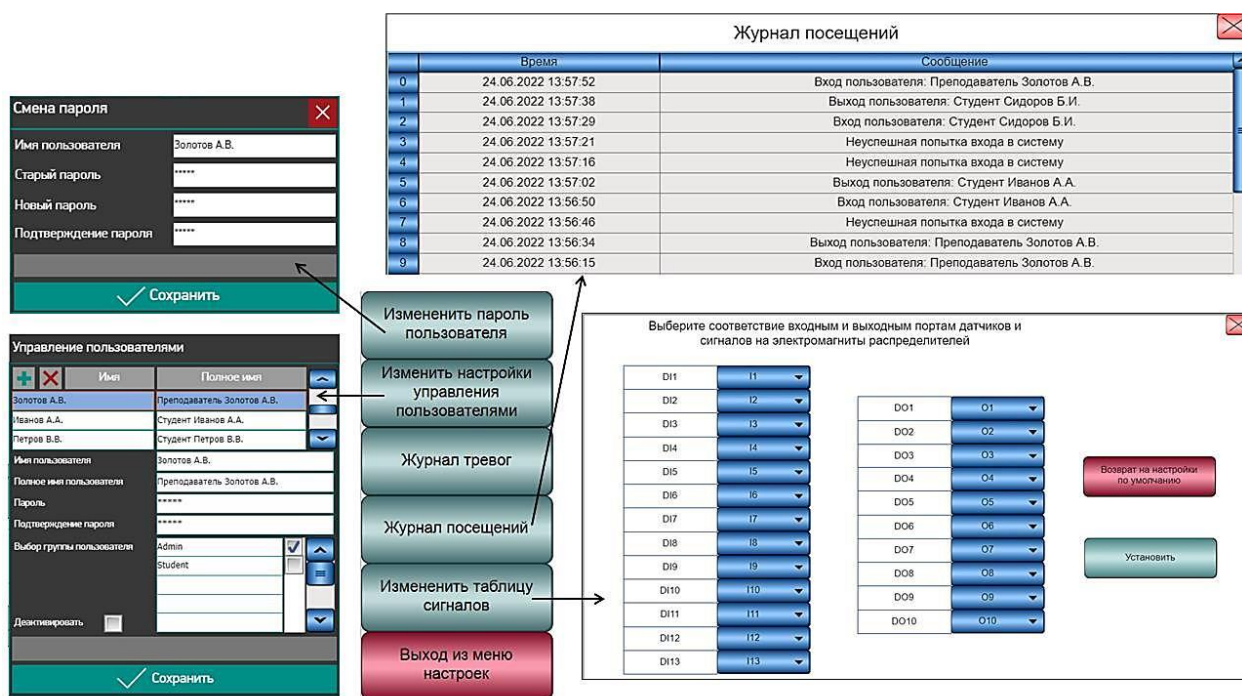 Смена пароля
Имя пользователя Золотов А.В.
Старый пароль *****
Новый пароль *****
Подтверждение пароля *****
Сохранить
Управление пользователями
Имя Полное имя
Золотов А.В. Преподаватель Золотов А.В.
Иванов А.А. Студент Иванов А.А.
Петров В.В. Студент Петров В.В.
Имя пользователя Золотов А.В.
Полное имя пользователя Преподаватель Золотов А.В.
Пароль *****
Подтверждение пароля *****
Выбор группы пользователя Admin
Student
Деактивировать
Сохранить
Измененить пароль
пользователя
Изменить настройки
управления
пользователями
Журнал тревог
Журнал посещений
Измененить таблицу
сигналов
Выход из меню
настроек
Журнал посещений
Время Сообщение
0 24.06.2022 13:57:52 Вход пользователя: Преподаватель Золотов А.В.
1 24.06.2022 13:57:38 Выход пользователя: Студент Сидоров Б.И.
2 24.06.2022 13:57:29 Вход пользователя: Студент Сидоров Б.И.
3 24.06.2022 13:57:21 Неуспешная попытка входа в систему
4 24.06.2022 13:57:16 Неуспешная попытка входа в систему
5 24.06.2022 13:57:02 Выход пользователя: Студент Иванов А.А.
6 24.06.2022 13:56:50 Вход пользователя: Студент Иванов А.А.
7 24.06.2022 13:56:46 Неуспешная попытка входа в систему
8 24.06.2022 13:56:34 Выход пользователя: Преподаватель Золотов А.В.
9 24.06.2022 13:56:15 Вход пользователя: Преподаватель Золотов А.В.
Выберите соответствие входным и выходным портам датчиков и
сигналов на электромагниты распределителей
DI1 I1
DI2 I2
DI3 I3
DI4 I4
DI5 I5
DI6 I6
DI7 I7
DI8 I8
DI9 I9
DI10 I10
DI11 I11
DI12 I12
DI13 I13
DO1 O1
DO2 O2
DO3 O3
DO4 O4
DO5 O5
DO6 O6
DO7 O7
DO8 O8
DO9 O9
DO10 O10
Возврат на настройки
по умолчанию
Установить